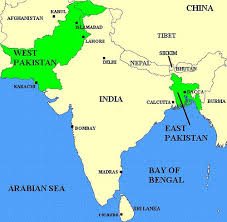 CHINA
KABUL
AFGHANISTAN
ISLAMABAD
LAHORE
TIBET
WEST
PAKISTAN
SIKKIM
DELHI
NEPAL
BHUTAN
KARACHI
INDIA
DACCA
BURMA
CALCUTTA
EAST
PAKISTAN
BOMBAY
ARABIAN SEA
MADRAS
BAY OF
BENGAL
COLOMBO
SRI LANKA